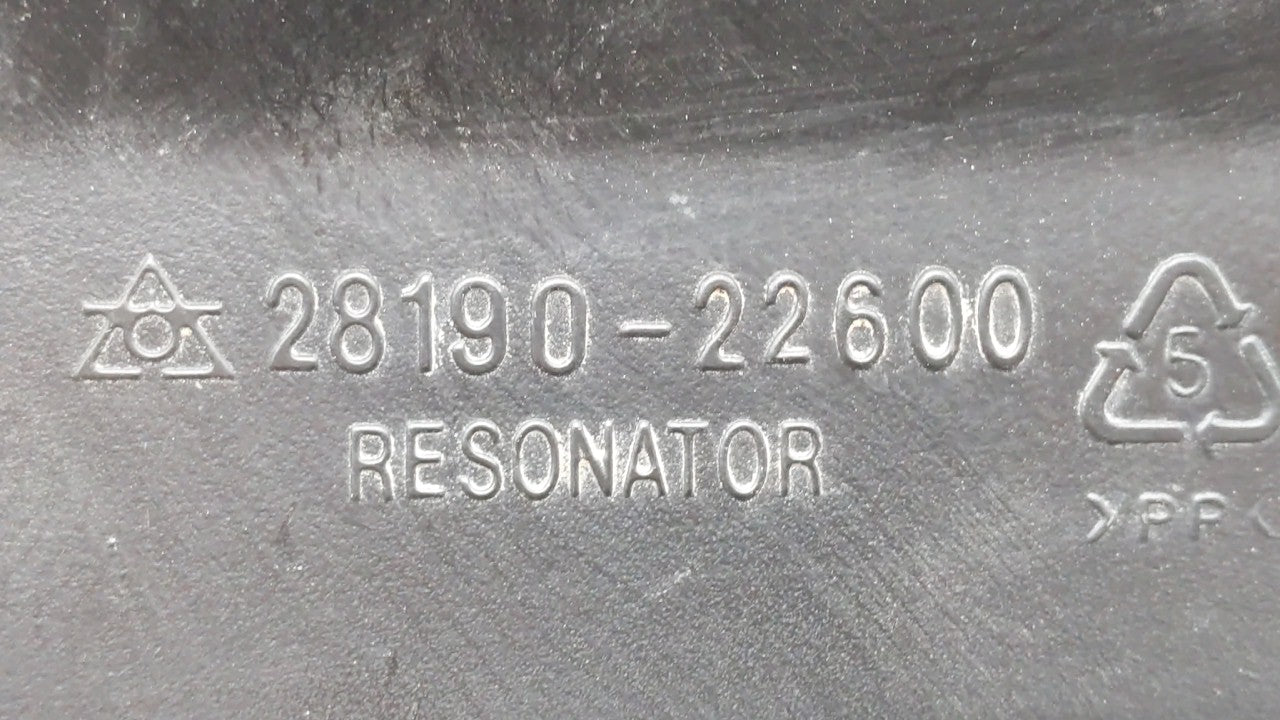 28190-22600
RESONATOR
5
>PP<